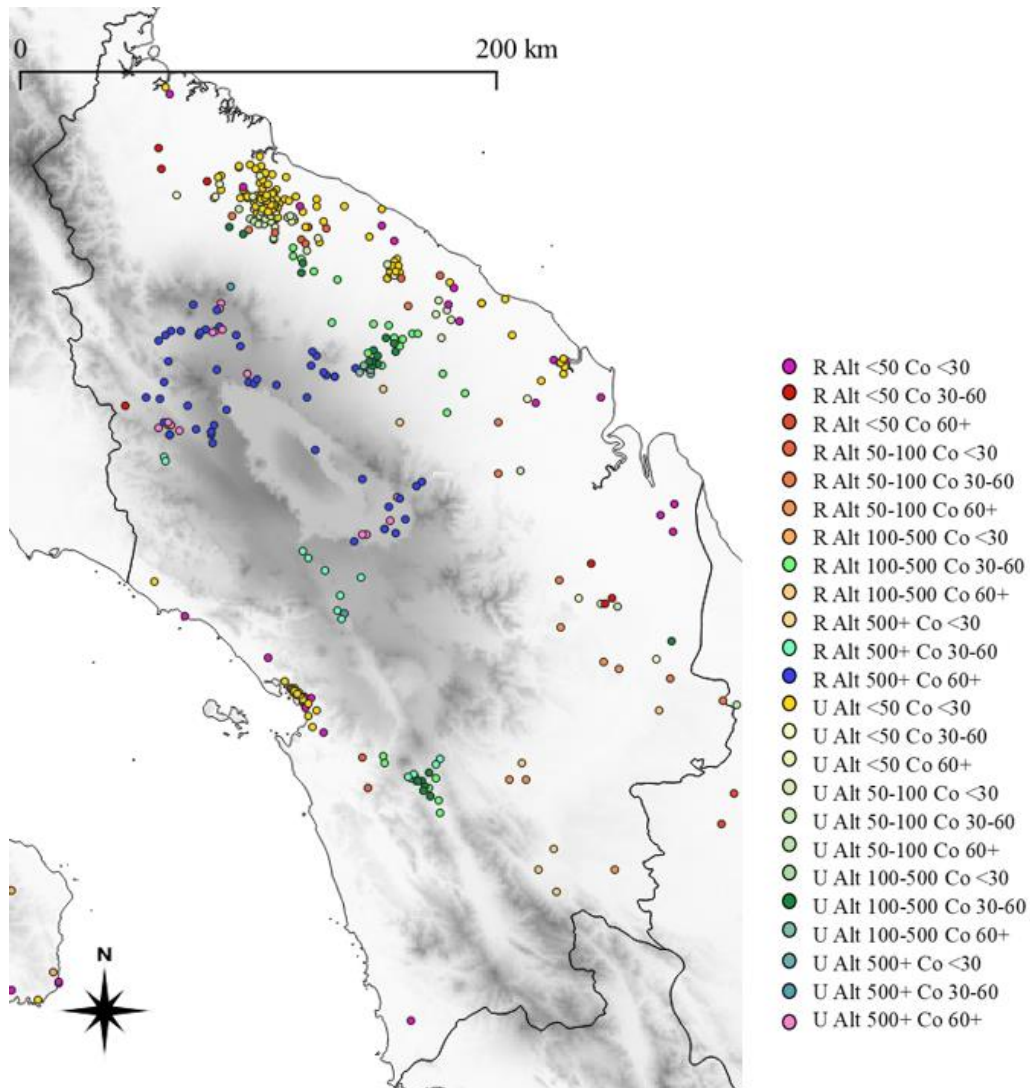 0 200 km
R Alt <50 Co <30
R Alt <50 Co 30-60
R Alt <50 Co 60+
R Alt 50-100 Co <30
R Alt 50-100 Co 30-60
R Alt 50-100 Co 60+
R Alt 100-500 Co <30
R Alt 100-500 Co 30-60
R Alt 100-500 Co 60+
R Alt 500+ Co <30
R Alt 500+ Co 30-60
R Alt 500+ Co 60+
U Alt <50 Co <30
U Alt <50 Co 30-60
U Alt <50 Co 60+
U Alt 50-100 Co <30
U Alt 50-100 Co 30-60
U Alt 50-100 Co 60+
U Alt 100-500 Co <30
U Alt 100-500 Co 30-60
U Alt 100-500 Co 60+
U Alt 500+ Co <30
U Alt 500+ Co 30-60
U Alt 500+ Co 60+
N